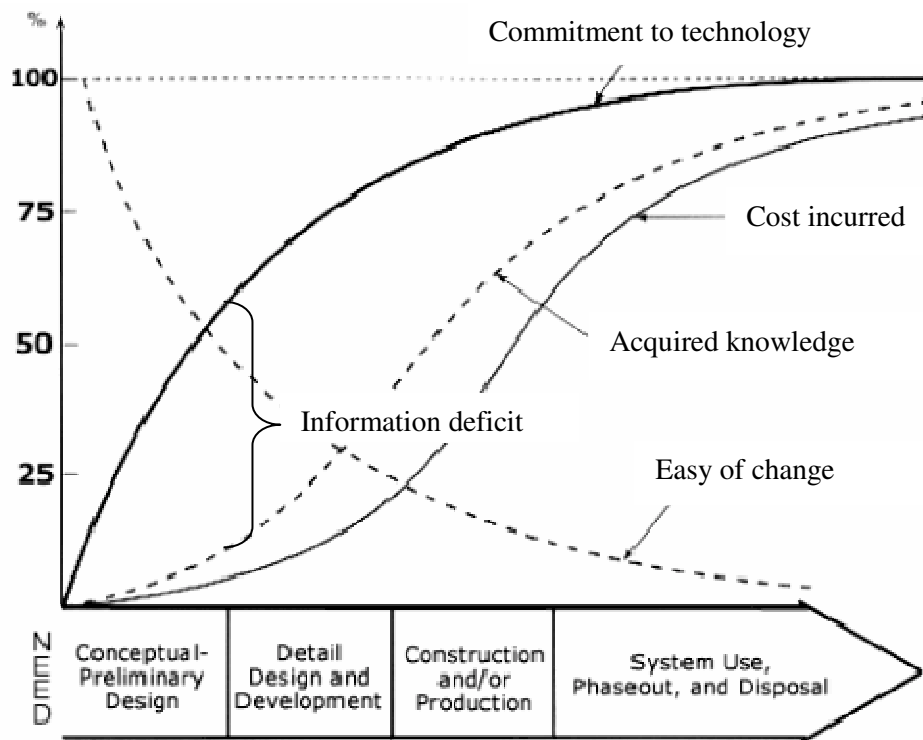 %
Commitment to technology
100
75
Cost incurred
50
Acquired knowledge
Information deficit
25
Easy of change
NEED
Conceptual-
Preliminary
Design
Detail
Design and
Development
Construction
and/or
Production
System Use,
Phaseout, and Disposal